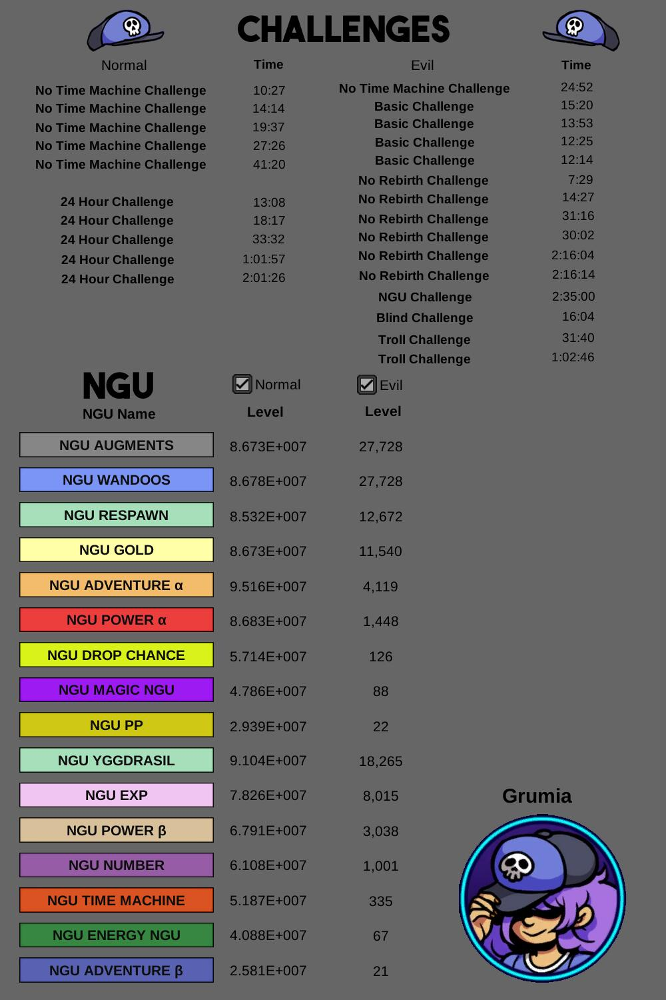 CHALLENGES
Normal Time Evil Time
No Time Machine Challenge 10:27 No Time Machine Challenge 24:52
No Time Machine Challenge 14:14 Basic Challenge 15:20
No Time Machine Challenge 19:37 Basic Challenge 13:53
No Time Machine Challenge 27:26 Basic Challenge 12:25
No Time Machine Challenge 41:20 Basic Challenge 12:14
No Rebirth Challenge 7:29
24 Hour Challenge 13:08 No Rebirth Challenge 14:27
24 Hour Challenge 18:17 No Rebirth Challenge 31:16
24 Hour Challenge 33:32 No Rebirth Challenge 30:02
24 Hour Challenge 1:01:57 No Rebirth Challenge 2:16:04
24 Hour Challenge 2:01:26 No Rebirth Challenge 2:16:14
NGU Challenge 2:35:00
Blind Challenge 16:04
Troll Challenge 31:40
Troll Challenge 1:02:46
NGU Normal Evil
NGU Name Level Level
NGU AUGMENTS 8.673E+007 27,728
NGU WANDOOS 8.678E+007 27,728
NGU RESPAWN 8.532E+007 12,672
NGU GOLD 8.673E+007 11,540
NGU ADVENTURE α 9.516E+007 4,119
NGU POWER α 8.683E+007 1,448
NGU DROP CHANCE 5.714E+007 126
NGU MAGIC NGU 4.786E+007 88
NGU PP 2.939E+007 22
NGU YGGDRASIL 9.104E+007 18,265
NGU EXP 7.826E+007 8,015
Grumia
NGU POWER β 6.791E+007 3,038
NGU NUMBER 6.108E+007 1,001
NGU TIME MACHINE 5.187E+007 335
NGU ENERGY NGU 4.088E+007 67
NGU ADVENTURE β 2.581E+007 21